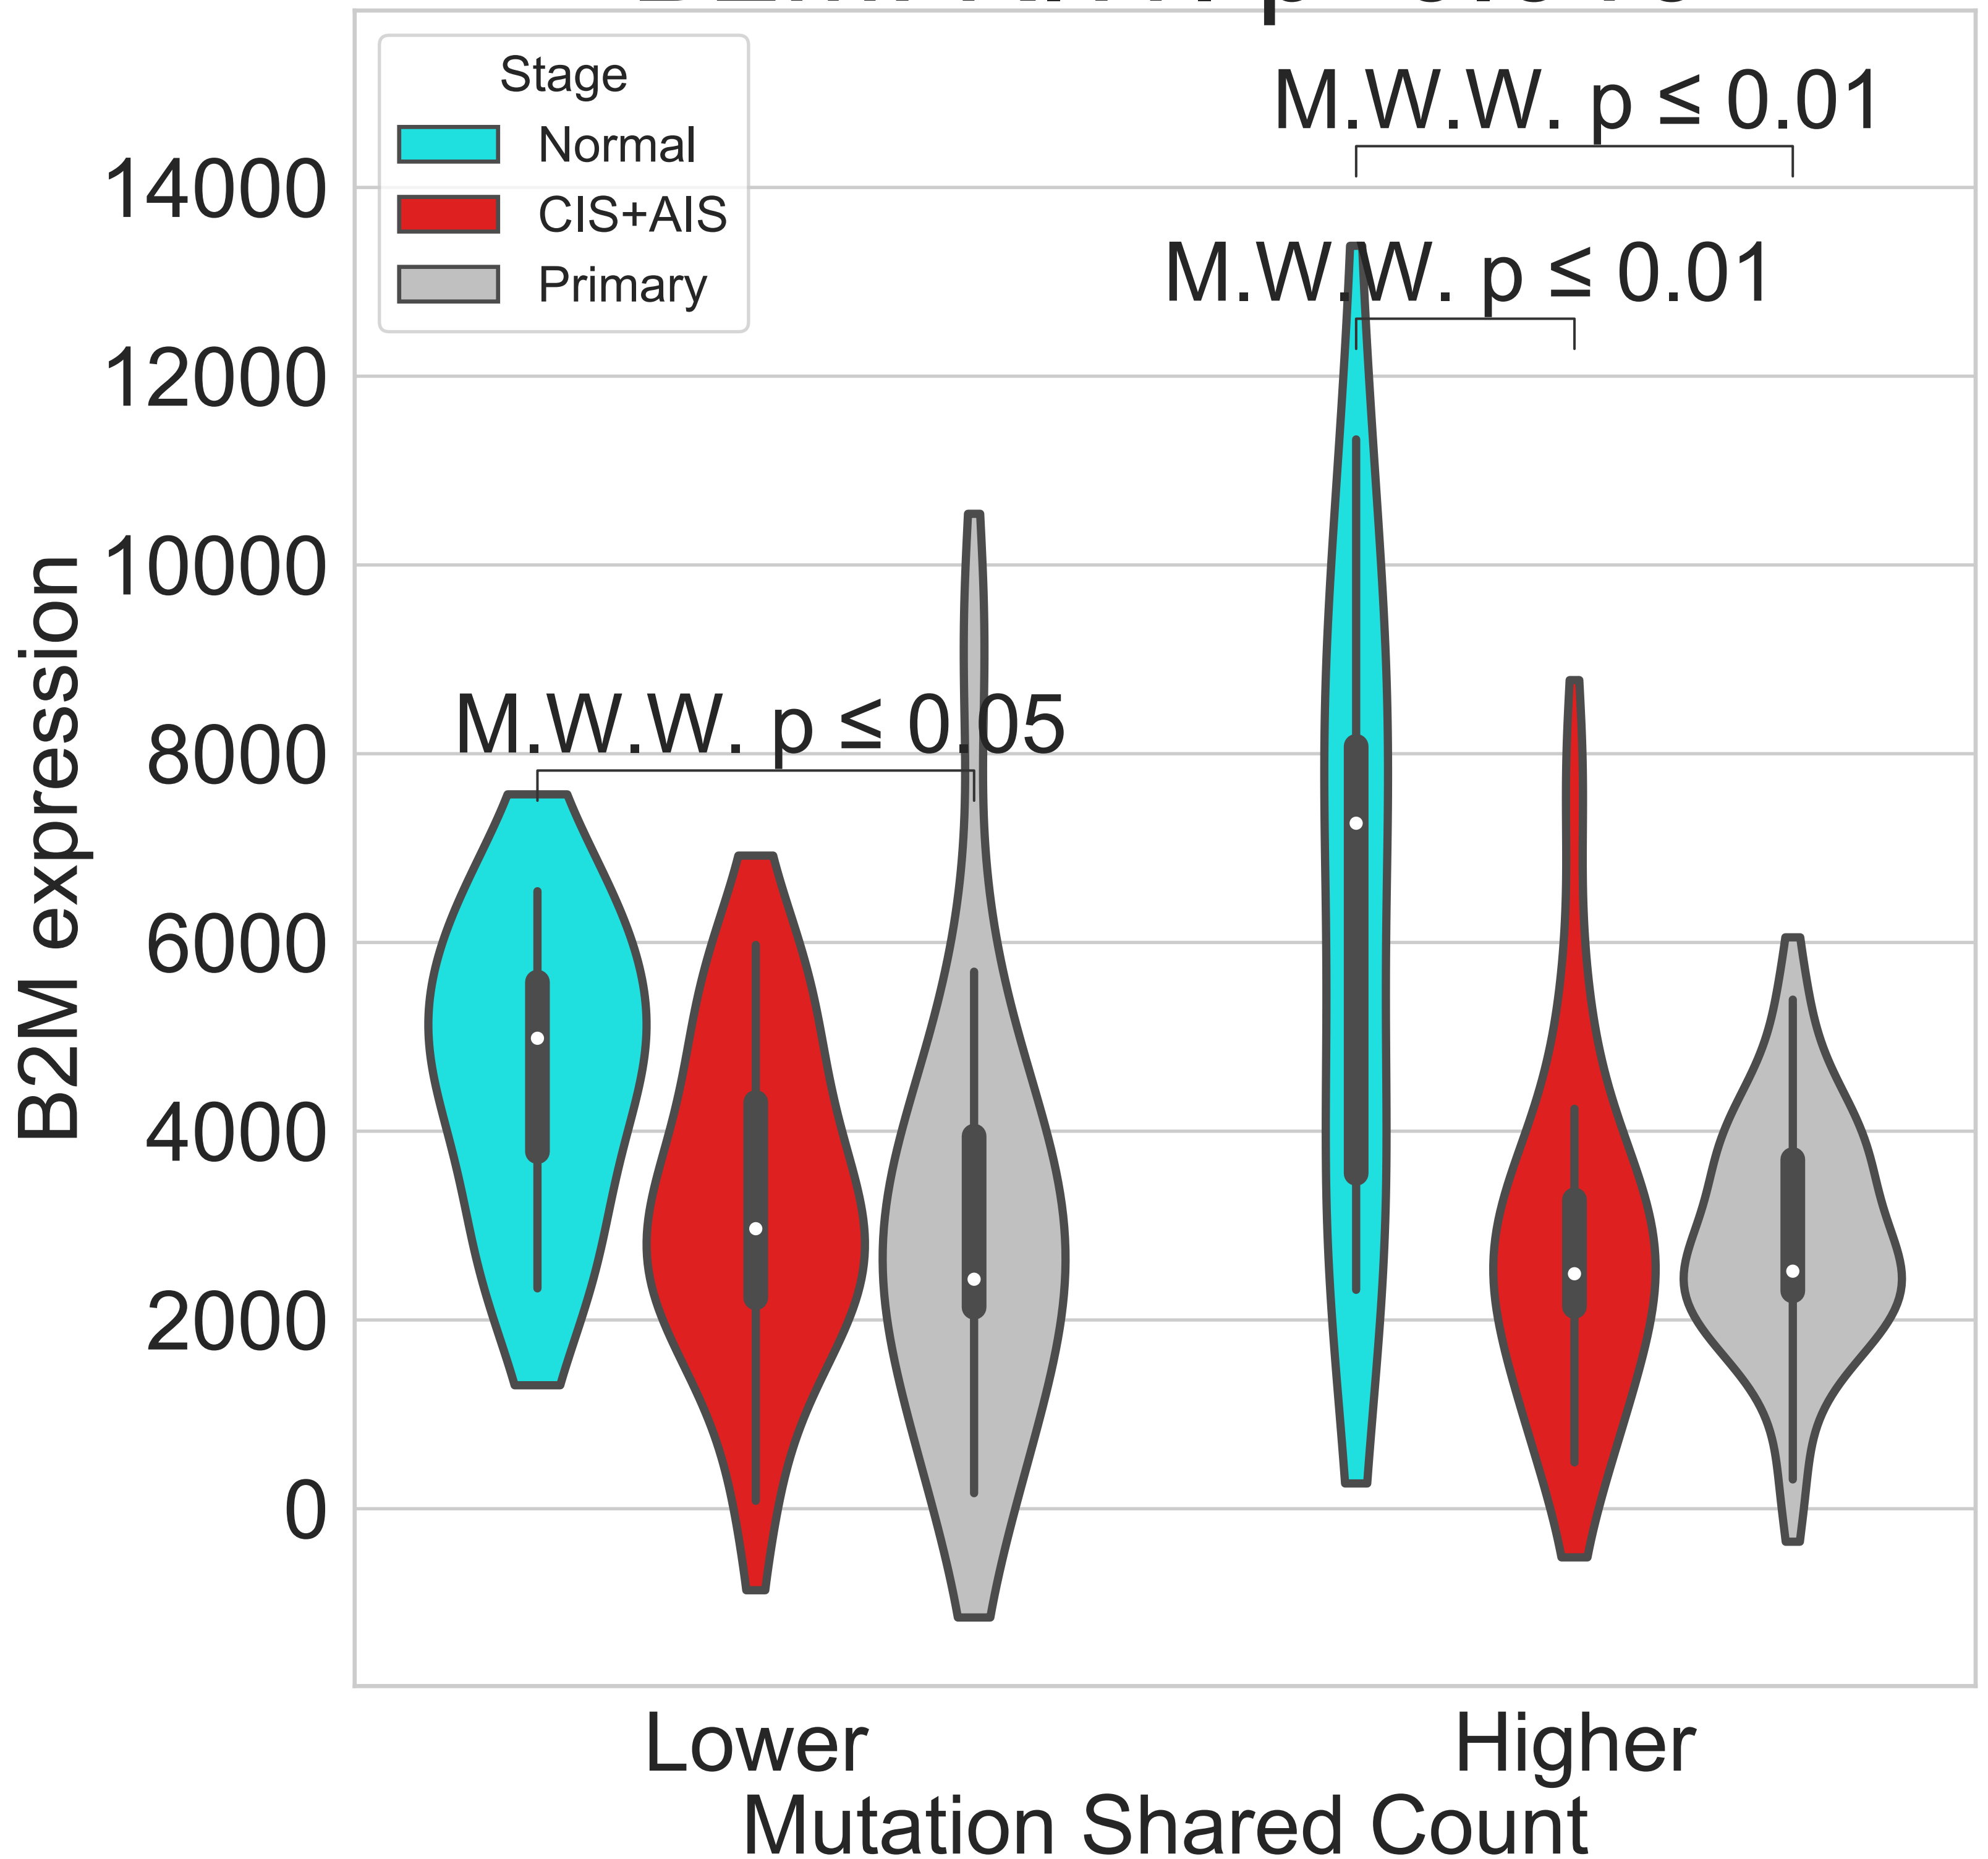 Stage
Normal
CIS+AIS
Primary
M.W.W. p ≤ 0.01
M.W.W. p ≤ 0.01
M.W.W. p ≤ 0.05
14000
12000
10000
8000
6000
4000
2000
0
B2M expression
Lower
Higher
Mutation Shared Count